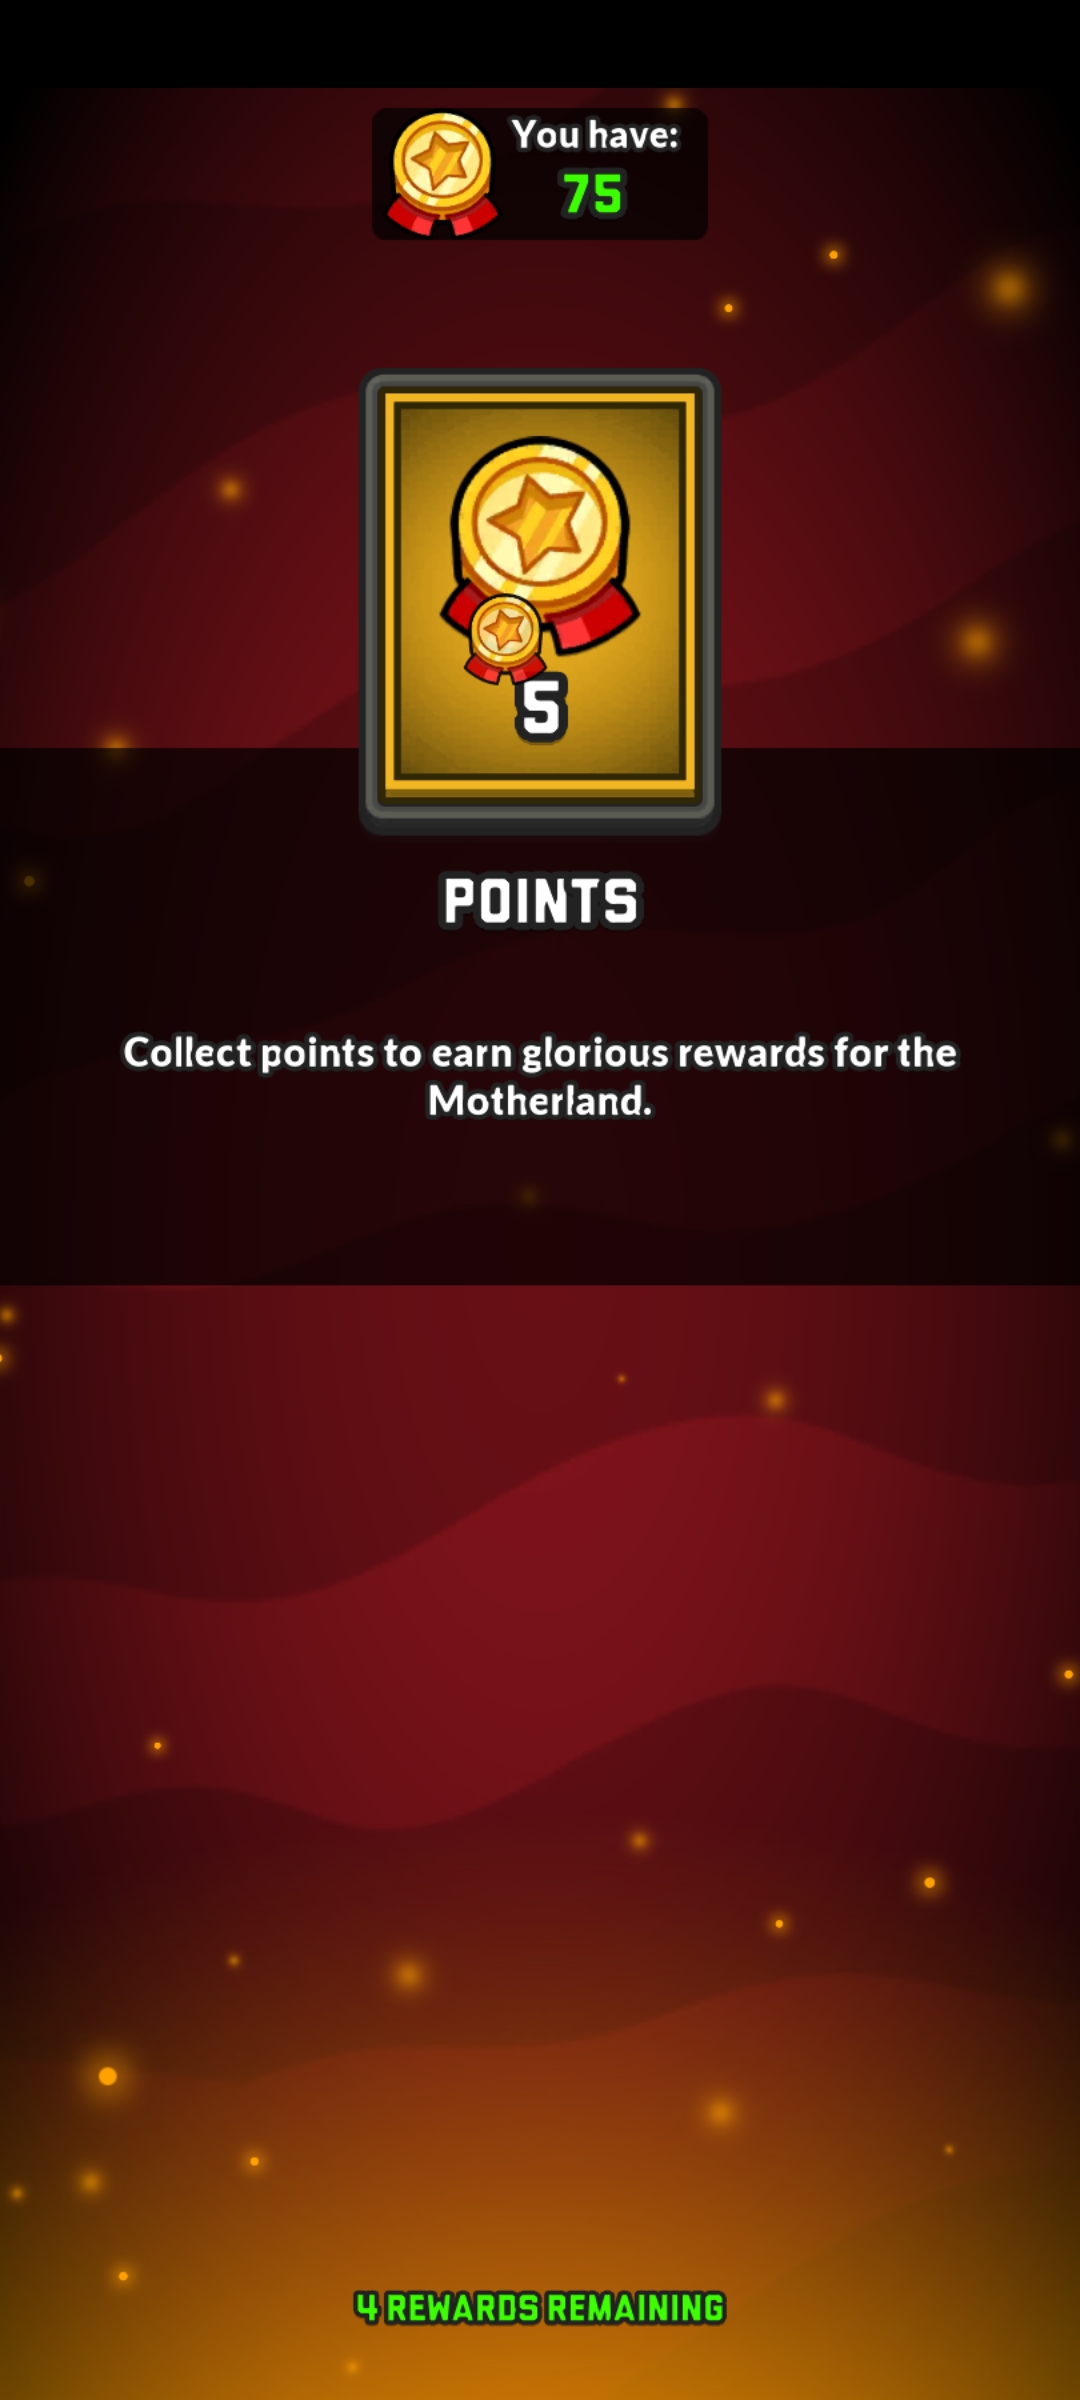 You have:
75
5
POINTS
Collect points to earn glorious rewards for the
Motherland.
4 REWARDS REMAINING